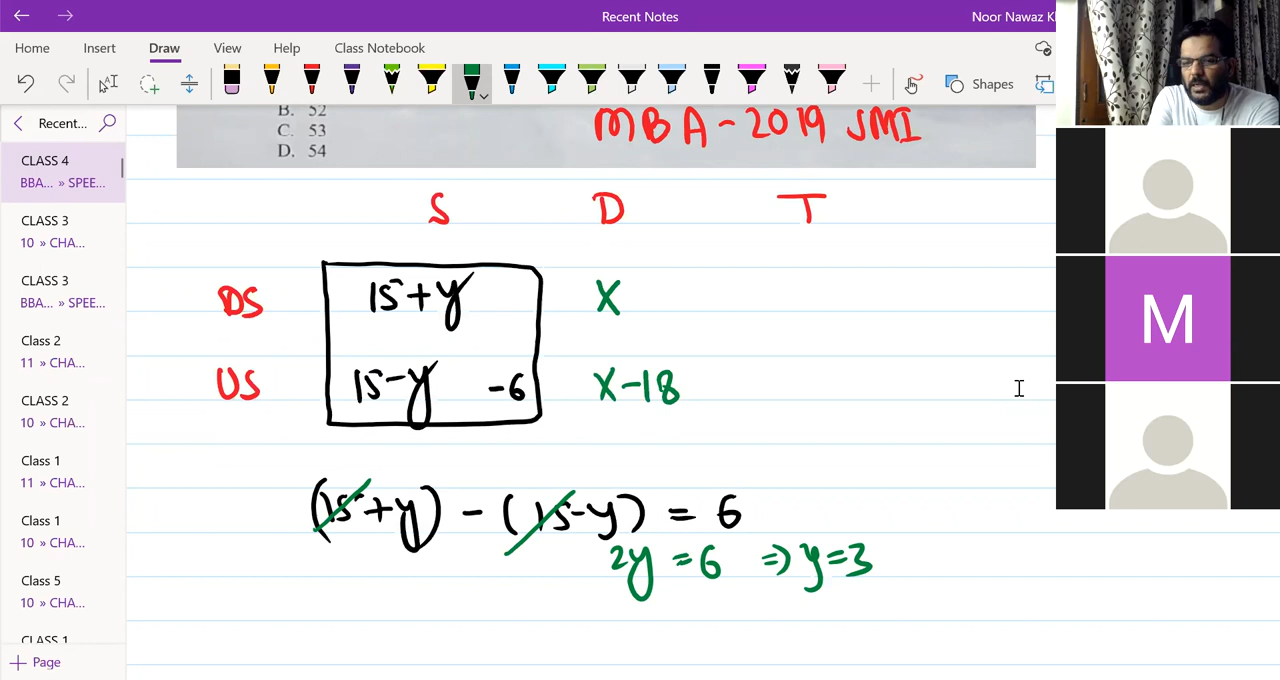 Recent Notes
Noor Nawaz Kh
Home Insert Draw View Help Class Notebook
Shapes
Recent...
CLASS 4
BBA... » SPEE...
CLASS 3
10 » CHA...
CLASS 3
BBA... » SPEE...
Class 2
11 » CHA...
CLASS 2
10 » CHA...
Class 1
11 » CHA...
Class 1
10 » CHA...
Class 5
10 » CHA...
CLASS 1
Page
B. 52
C. 53
D. 54
MBA-2019 JMI
S D T
DS 15+y X
US 15-y -6 X-18
(15+y) - (15-y) = 6
2y = 6 => y=3
M